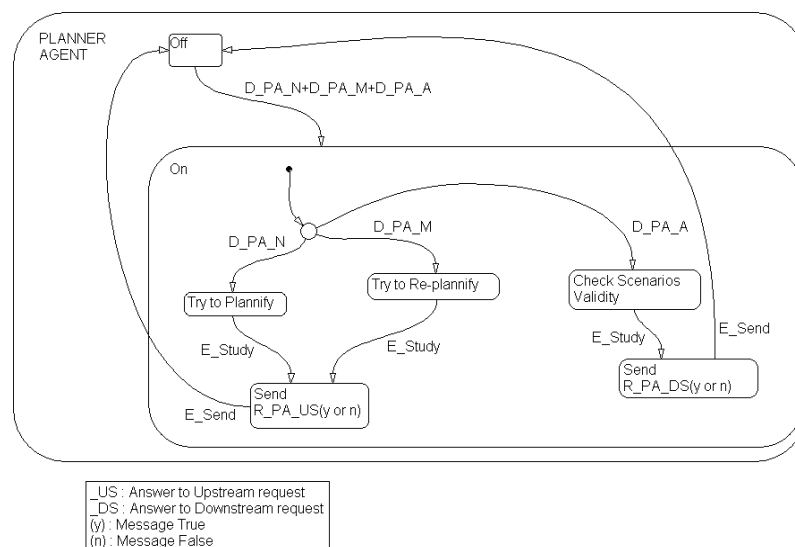 PLANNER
AGENT
Off
D_PA_N+D_PA_M+D_PA_A
On
D_PA_N
D_PA_M
D_PA_A
Try to Plannify
Try to Re-plannify
Check Scenarios
Validity
E_Study
E_Study
E_Study
E_Send
Send
R_PA_DS(y or n)
Send
R_PA_US(y or n)
E_Send
_US : Answer to Upstream request
_DS : Answer to Downstream request
(y) : Message True
(n) : Message False